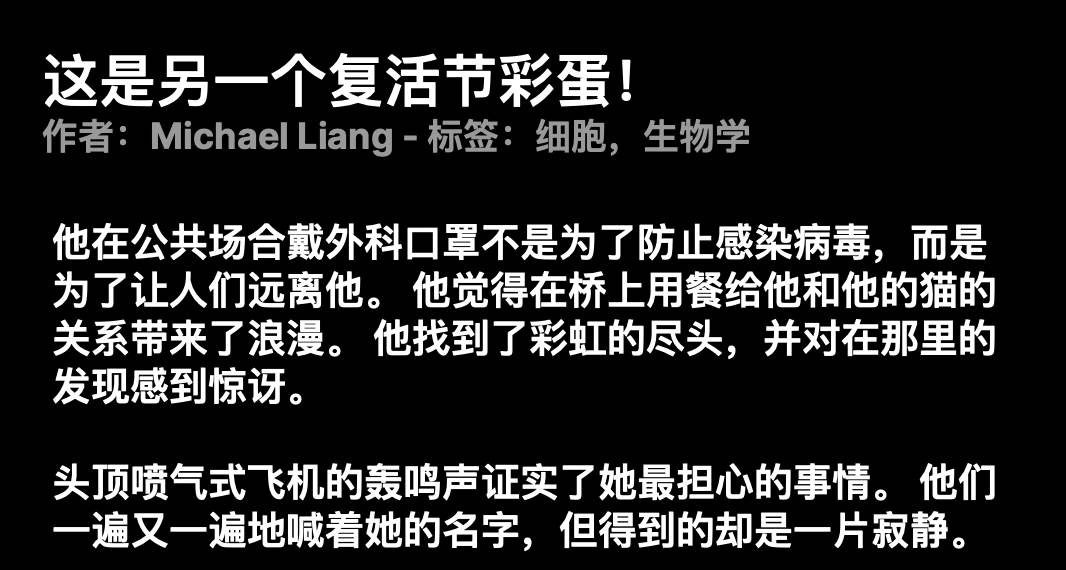 这是另一个复活节彩蛋！
作者：Michael Liang - 标签：细胞，生物学
他在公共场合戴外科口罩不是为了防止感染病毒，而是
为了让人们远离他。 他觉得在桥上用餐给他和他的猫的
关系带来了浪漫。 他找到了彩虹的尽头，并对在那里的
发现感到惊讶。
头顶喷气式飞机的轰鸣声证实了她最担心的事情。 他们
一遍又一遍地喊着她的名字，但得到的却是一片寂静。